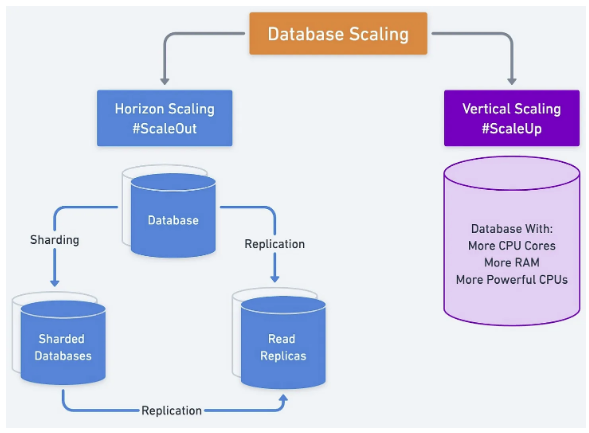 Database Scaling
Horizon Scaling
#ScaleOut
Vertical Scaling
#ScaleUp
Database
Sharding
Replication
Database With:
More CPU Cores
More RAM
More Powerful CPUs
Sharded
Databases
Read
Replicas
Replication